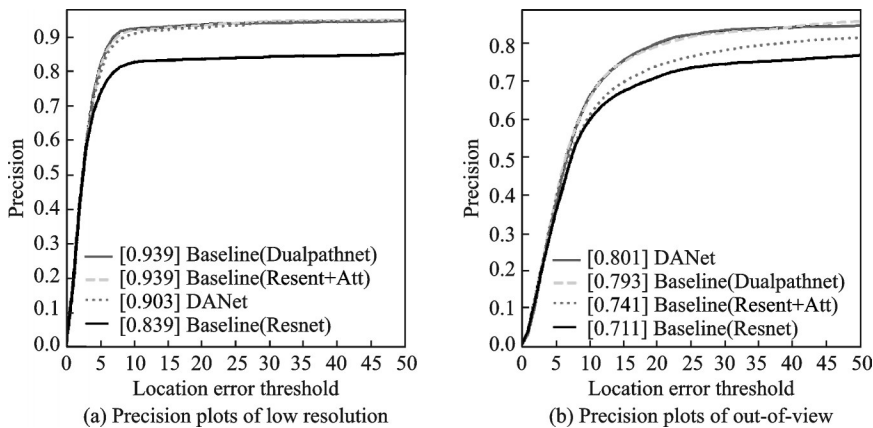 0.9
0.8
0.7
0.6
0.5
0.4
0.3
0.2
0.1
0.0
Precision
[0.939] Baseline(Dualpathnet)
[0.939] Baseline(Resent+Att)
[0.903] DANet
[0.839] Baseline(Resnet)
0 5 10 15 20 25 30 35 40 45 50
Location error threshold
(a) Precision plots of low resolution
0.8
0.7
0.6
0.5
0.4
0.3
0.2
0.1
0.0
Precision
[0.801] DANet
[0.793] Baseline(Dualpathnet)
[0.741] Baseline(Resent+Att)
[0.711] Baseline(Resnet)
0 5 10 15 20 25 30 35 40 45 50
Location error threshold
(b) Precision plots of out-of-view